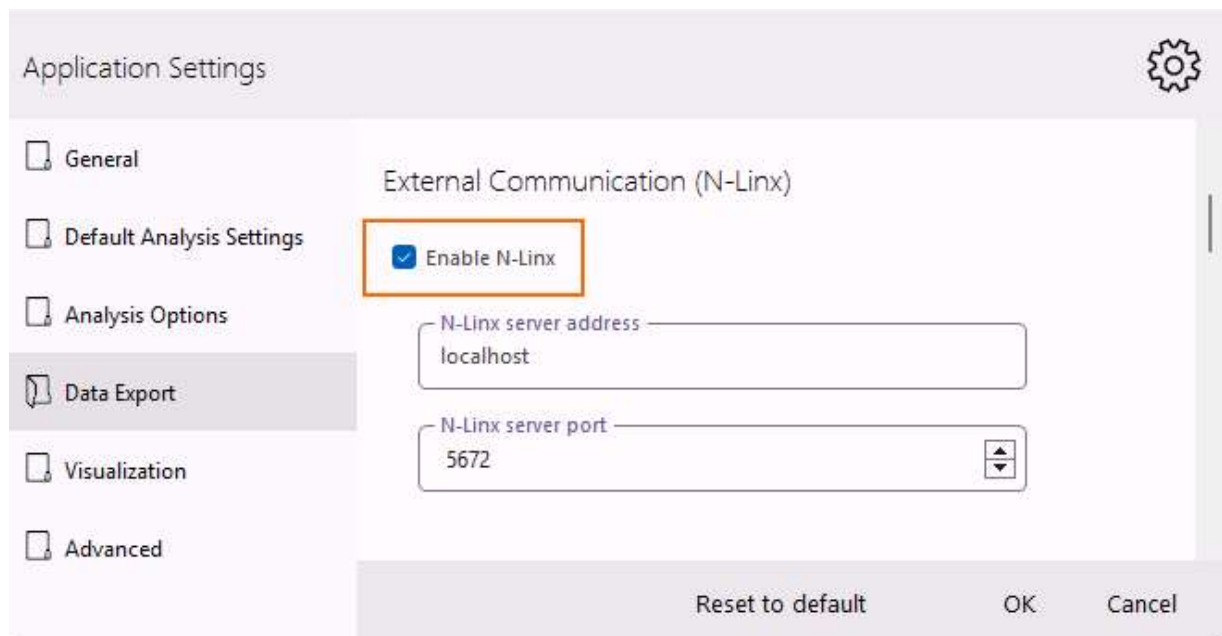 Application Settings
General
Default Analysis Settings
Analysis Options
Data Export
Visualization
Advanced
External Communication (N-Linx)
Enable N-Linx
N-Linx server address
localhost
N-Linx server port
5672
Reset to default
OK
Cancel